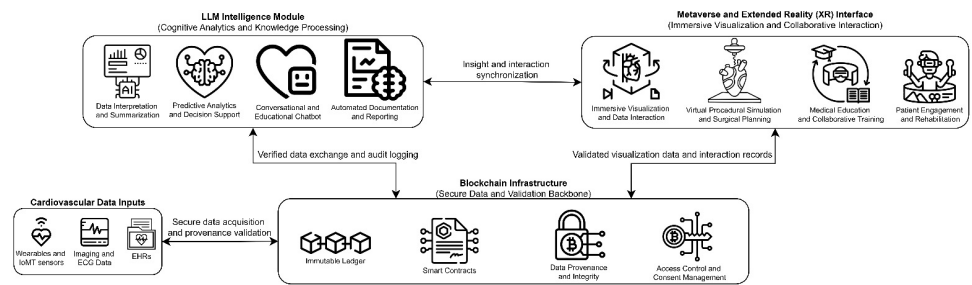 LLM Intelligence Module
(Cognitive Analytics and Knowledge Processing)
AI
Data Interpretation
and Summarization
Predictive Analytics
and Decision Support
Conversational and
Educational Chatbot
Automated Documentation
and Reporting
Insight and interaction
synchronization
Metaverse and Extended Reality (XR) Interface
(Immersive Visualization and Collaborative Interaction)
Immersive Visualization
and Data Interaction
Virtual Procedural Simulation
and Surgical Planning
Medical Education
and Collaborative Training
Patient Engagement
and Rehabilitation
Verified data exchange and audit logging
Validated visualization data and interaction records
Cardiovascular Data Inputs
Wearables and
IoMT sensors
Imaging and
ECG Data
EHRs
Secure data acquisition
and provenance validation
Blockchain Infrastructure
(Secure Data and Validation Backbone)
Immutable Ledger
Smart Contracts
Data Provenance
and Integrity
Access Control and
Consent Management